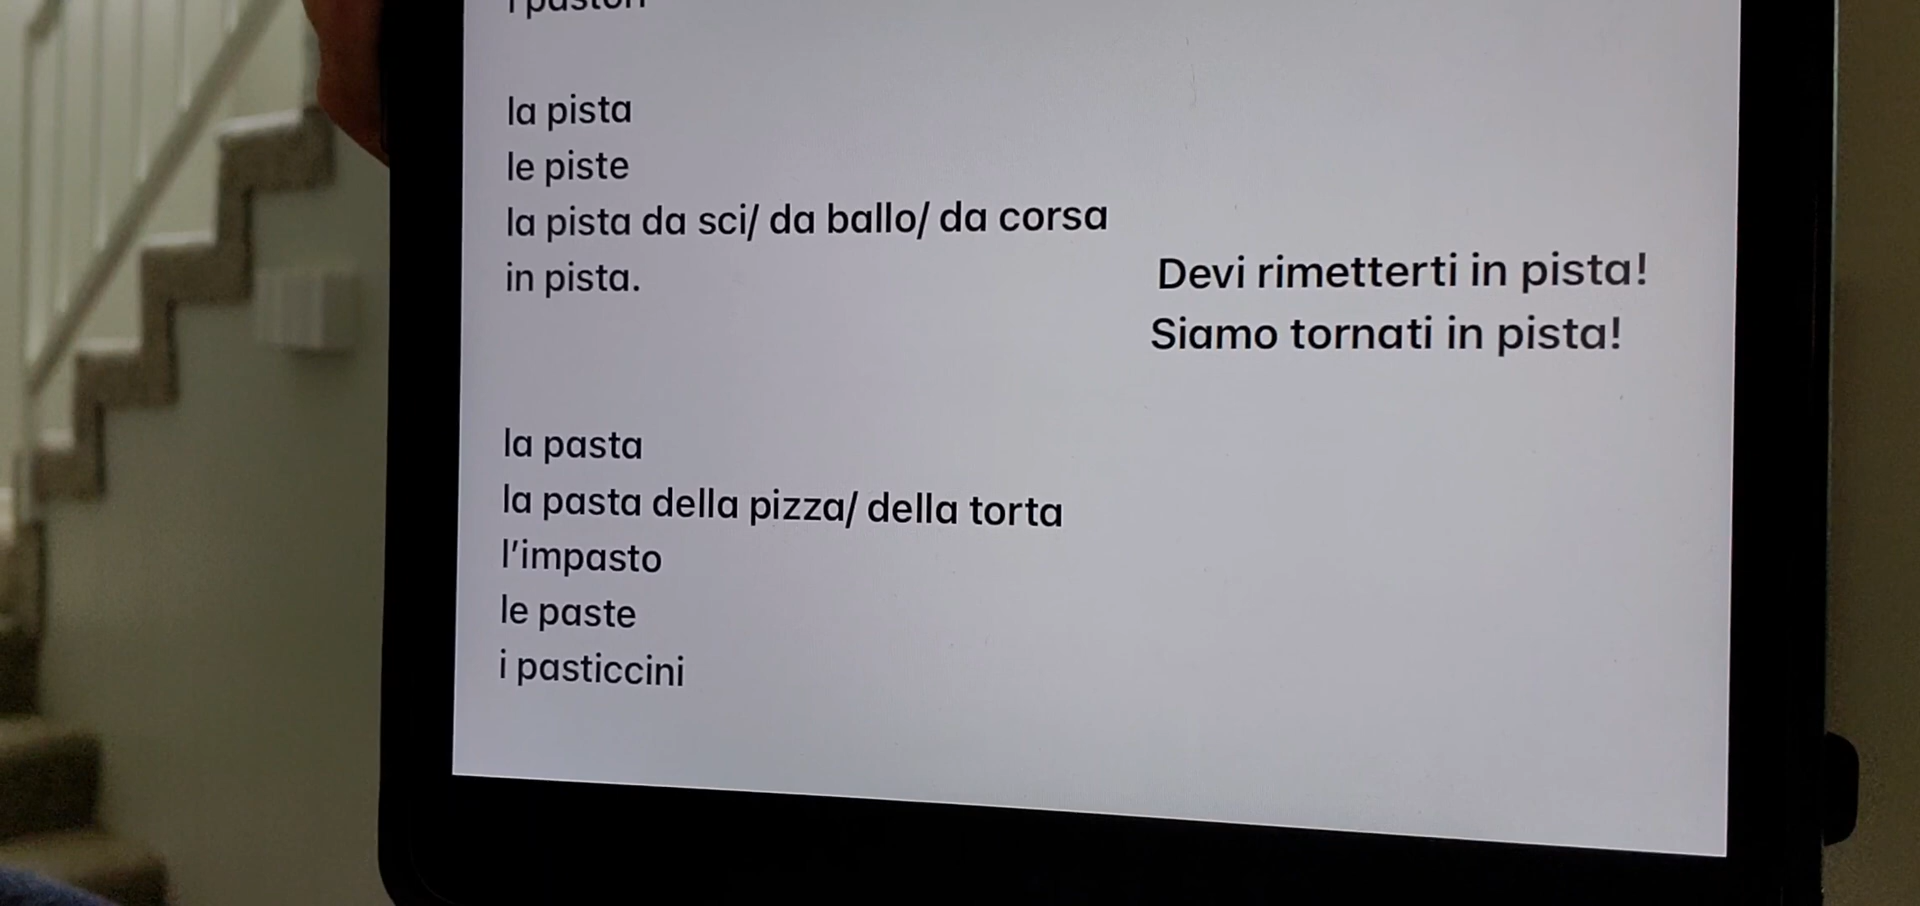 i pastori
la pista
le piste
la pista da sci/ da ballo/ da corsa
in pista.
Devi rimetterti in pista!
Siamo tornati in pista!
la pasta
la pasta della pizza/ della torta
l'impasto
le paste
i pasticcini